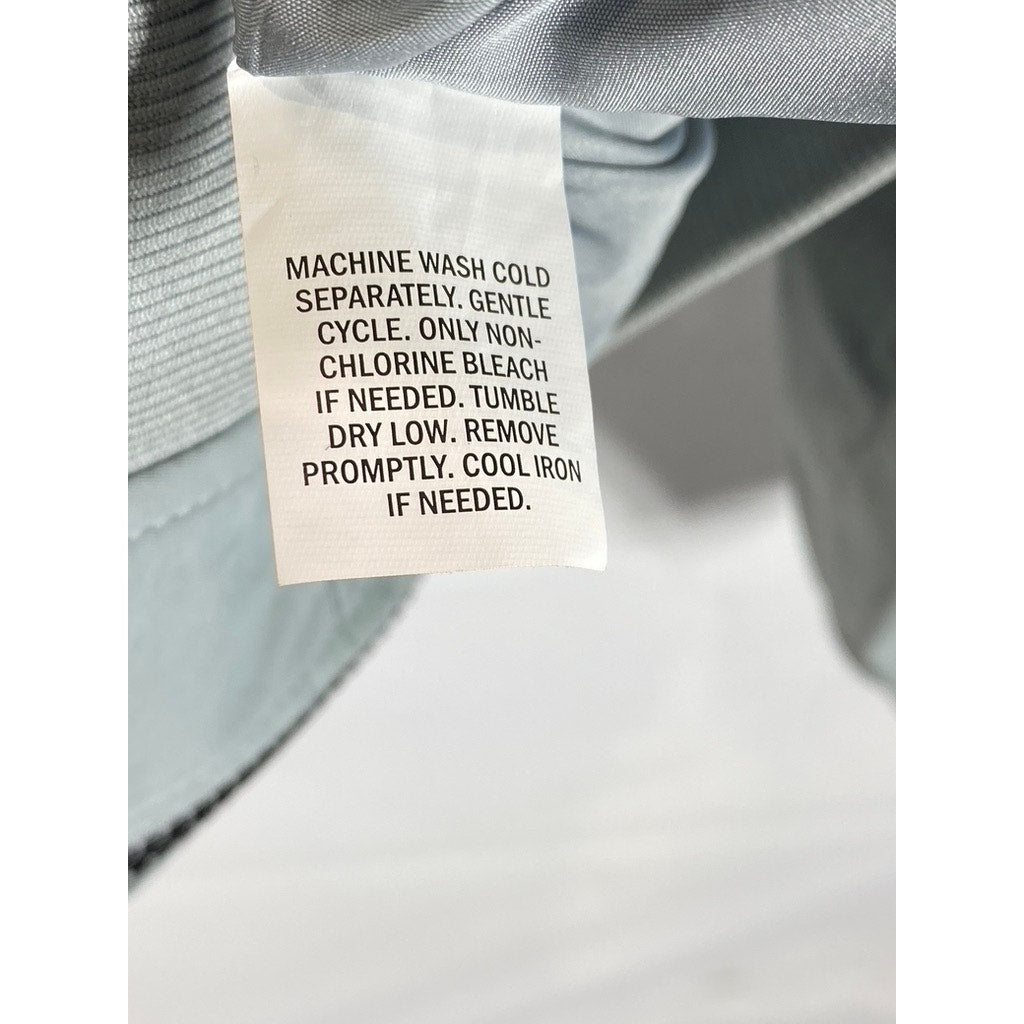 MACHINE WASH COLD
SEPARATELY. GENTLE
CYCLE. ONLY NON-
CHLORINE BLEACH
IF NEEDED. TUMBLE
DRY LOW. REMOVE
PROMPTLY. COOL IRON
IF NEEDED.